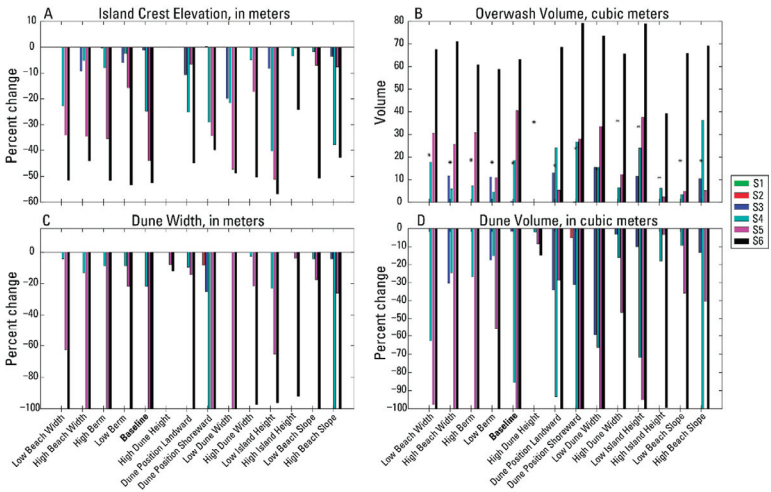 A Island Crest Elevation, in meters
Percent change
10
0
-10
-20
-30
-40
-50
-60
B Overwash Volume, cubic meters
Volume
80
70
60
50
40
30
20
10
0
S1
S2
S3
S4
S5
S6
C Dune Width, in meters
Percent change
0
-20
-40
-60
-80
-100
Low Beach Width
High Beach Width
High Berm
Low Berm
Baseline
High Dune Height
Dune Position Landward
Dune Position Shoreward
Low Dune Width
High Dune Width
Low Island Height
High Island Height
Low Beach Slope
High Beach Slope
D Dune Volume, in cubic meters
Percent change
0
-10
-20
-30
-40
-50
-60
-70
-80
-90
-100
Low Beach Width
High Beach Width
High Berm
Low Berm
Baseline
High Dune Height
Dune Position Landward
Dune Position Shoreward
Low Dune Width
High Dune Width
Low Island Height
High Island Height
Low Beach Slope
High Beach Slope